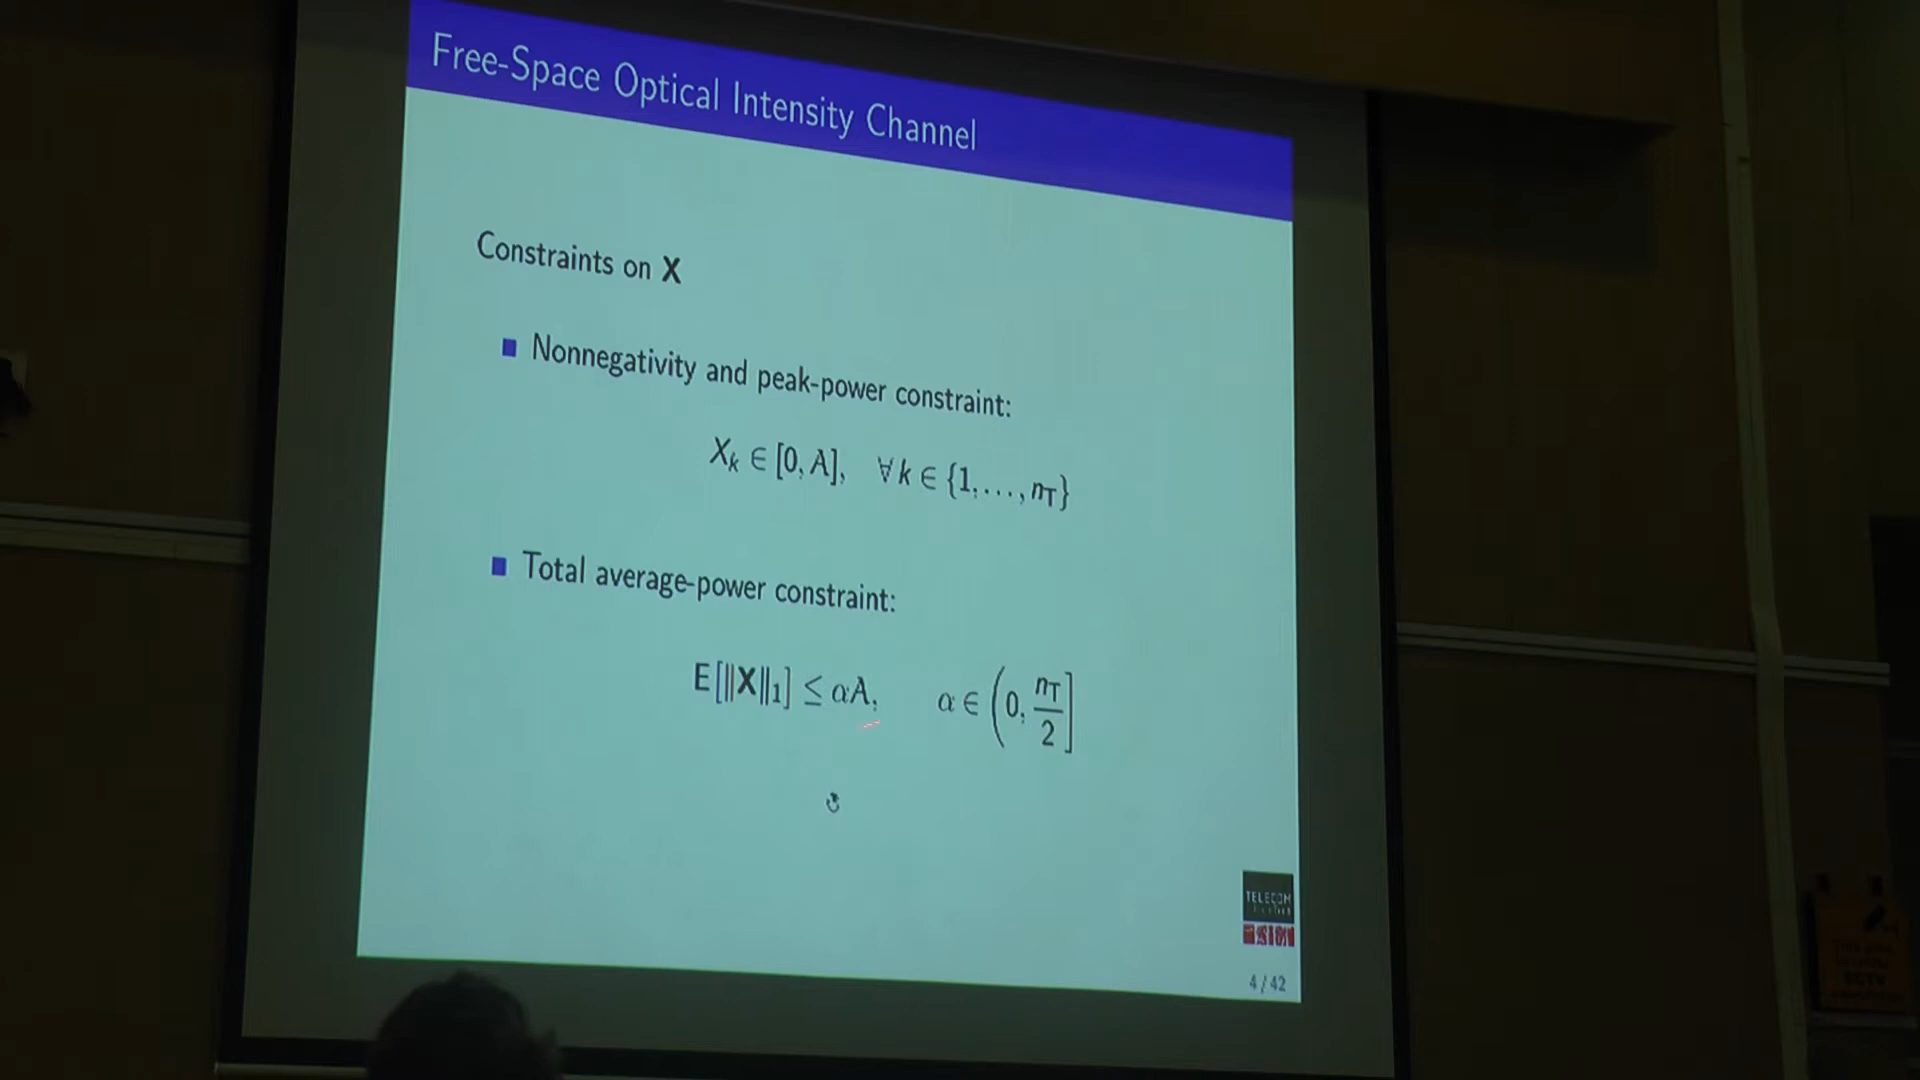 Free-Space Optical Intensity Channel
Constraints on X
Nonnegativity and peak-power constraint:
X_k ∈ [0, A], ∀ k ∈ {1, …, n_T}
Total average-power constraint:
E[‖X‖_1] ≤ αA, α ∈ (0, n_T/2]
TELECOM
4 / 42